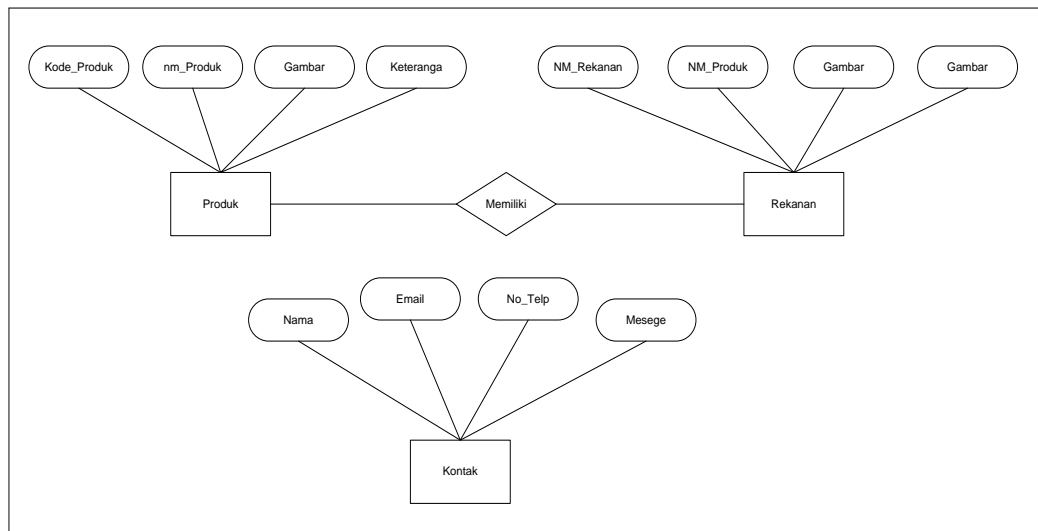 Kode_Produk
nm_Produk
Gambar
Keteranga
NM_Rekanan
NM_Produk
Gambar
Gambar
Produk
Memiliki
Rekanan
Nama
Email
No_Telp
Mesege
Kontak